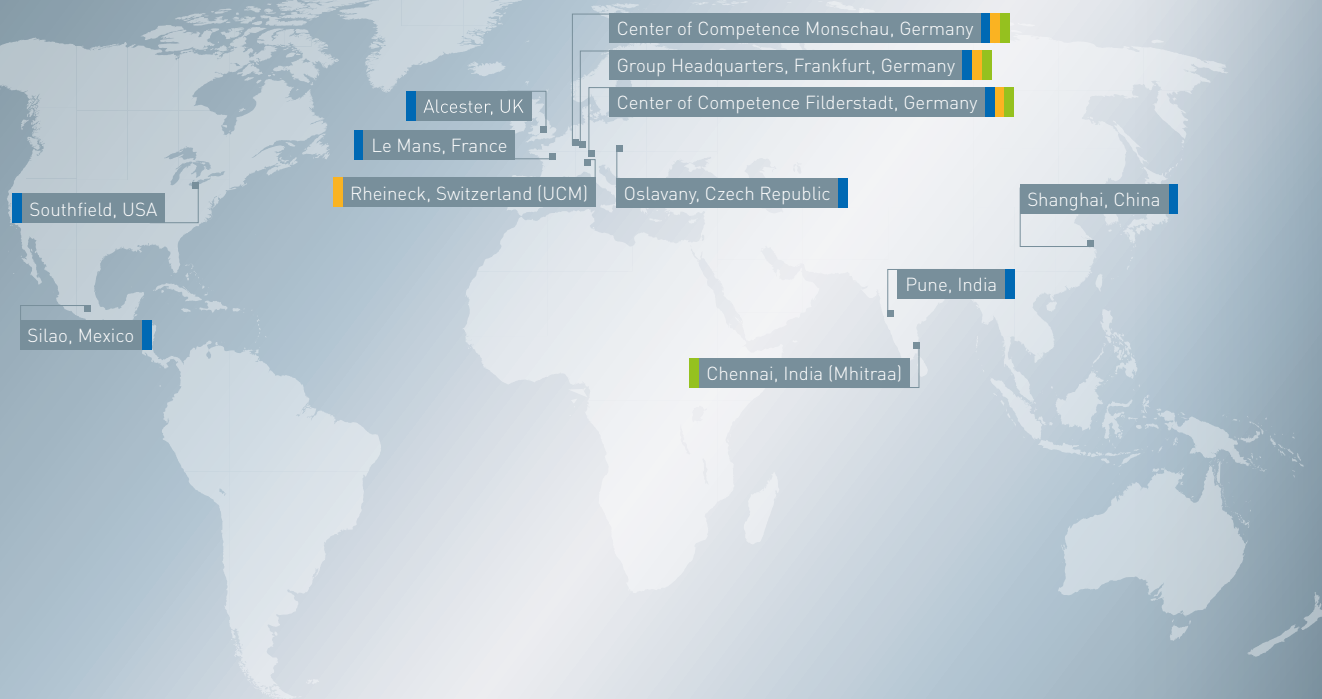 Center of Competence Monschau, Germany
Group Headquarters, Frankfurt, Germany
Center of Competence Filderstadt, Germany
Alcester, UK
Le Mans, France
Rheineck, Switzerland (UCM)
Oslavany, Czech Republic
Southfield, USA
Shanghai, China
Pune, India
Silao, Mexico
Chennai, India (Mhitraa)